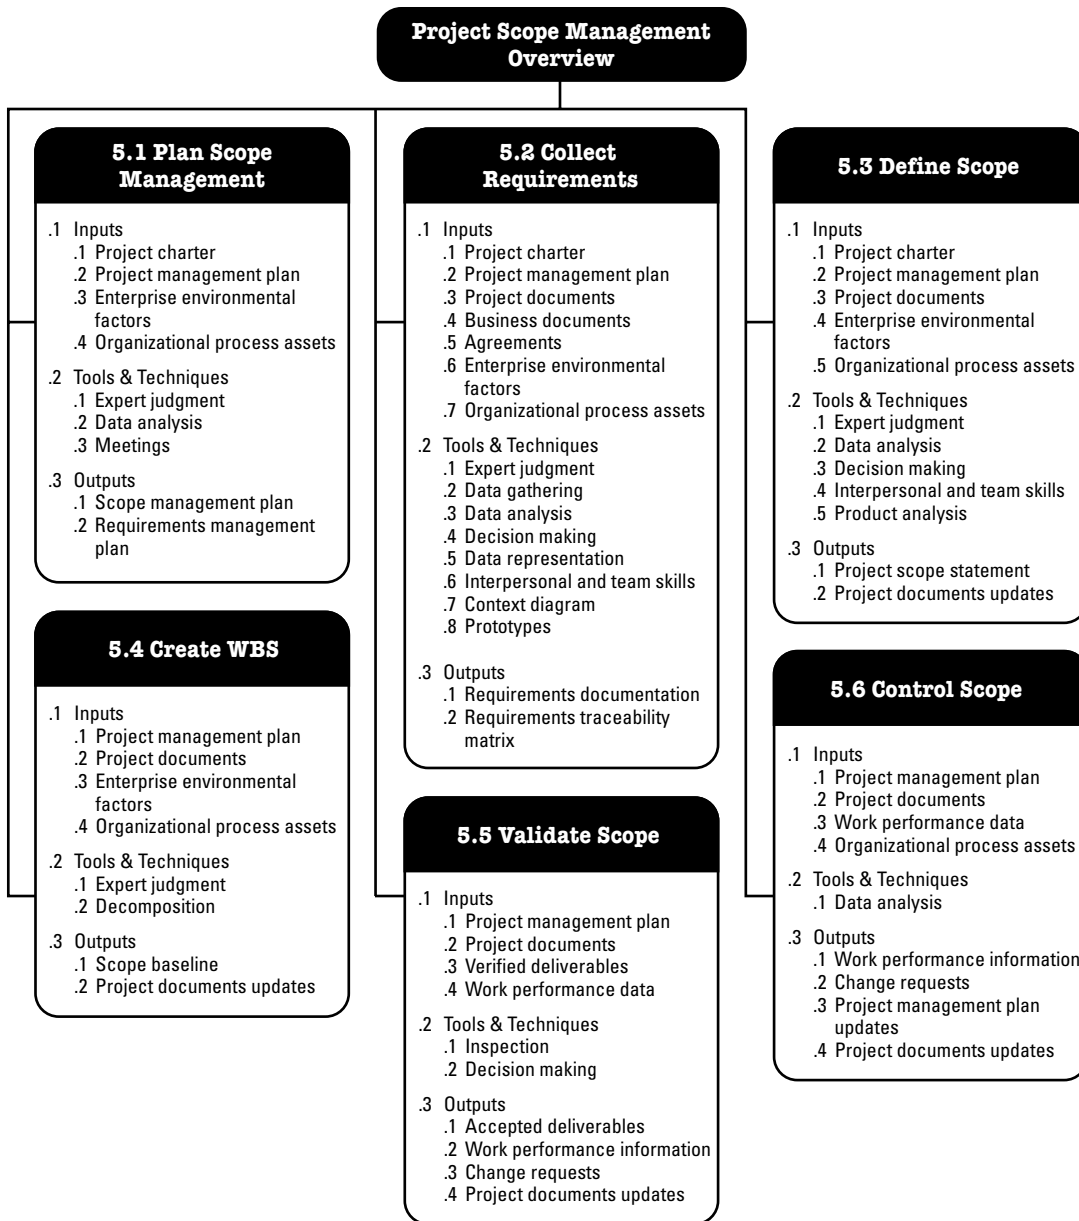 Project Scope Management
Overview
5.1 Plan Scope
Management
.1 Inputs
.1 Project charter
.2 Project management plan
.3 Enterprise environmental
factors
.4 Organizational process assets
.2 Tools & Techniques
.1 Expert judgment
.2 Data analysis
.3 Meetings
.3 Outputs
.1 Scope management plan
.2 Requirements management
plan
5.2 Collect
Requirements
.1 Inputs
.1 Project charter
.2 Project management plan
.3 Project documents
.4 Business documents
.5 Agreements
.6 Enterprise environmental
factors
.7 Organizational process assets
.2 Tools & Techniques
.1 Expert judgment
.2 Data gathering
.3 Data analysis
.4 Decision making
.5 Data representation
.6 Interpersonal and team skills
.7 Context diagram
.8 Prototypes
.3 Outputs
.1 Requirements documentation
.2 Requirements traceability
matrix
5.3 Define Scope
.1 Inputs
.1 Project charter
.2 Project management plan
.3 Project documents
.4 Enterprise environmental
factors
.5 Organizational process assets
.2 Tools & Techniques
.1 Expert judgment
.2 Data analysis
.3 Decision making
.4 Interpersonal and team skills
.5 Product analysis
.3 Outputs
.1 Project scope statement
.2 Project documents updates
5.4 Create WBS
.1 Inputs
.1 Project management plan
.2 Project documents
.3 Enterprise environmental
factors
.4 Organizational process assets
.2 Tools & Techniques
.1 Expert judgment
.2 Decomposition
.3 Outputs
.1 Scope baseline
.2 Project documents updates
5.5 Validate Scope
.1 Inputs
.1 Project management plan
.2 Project documents
.3 Verified deliverables
.4 Work performance data
.2 Tools & Techniques
.1 Inspection
.2 Decision making
.3 Outputs
.1 Accepted deliverables
.2 Work performance information
.3 Change requests
.4 Project documents updates
5.6 Control Scope
.1 Inputs
.1 Project management plan
.2 Project documents
.3 Work performance data
.4 Organizational process assets
.2 Tools & Techniques
.1 Data analysis
.3 Outputs
.1 Work performance information
.2 Change requests
.3 Project management plan
updates
.4 Project documents updates